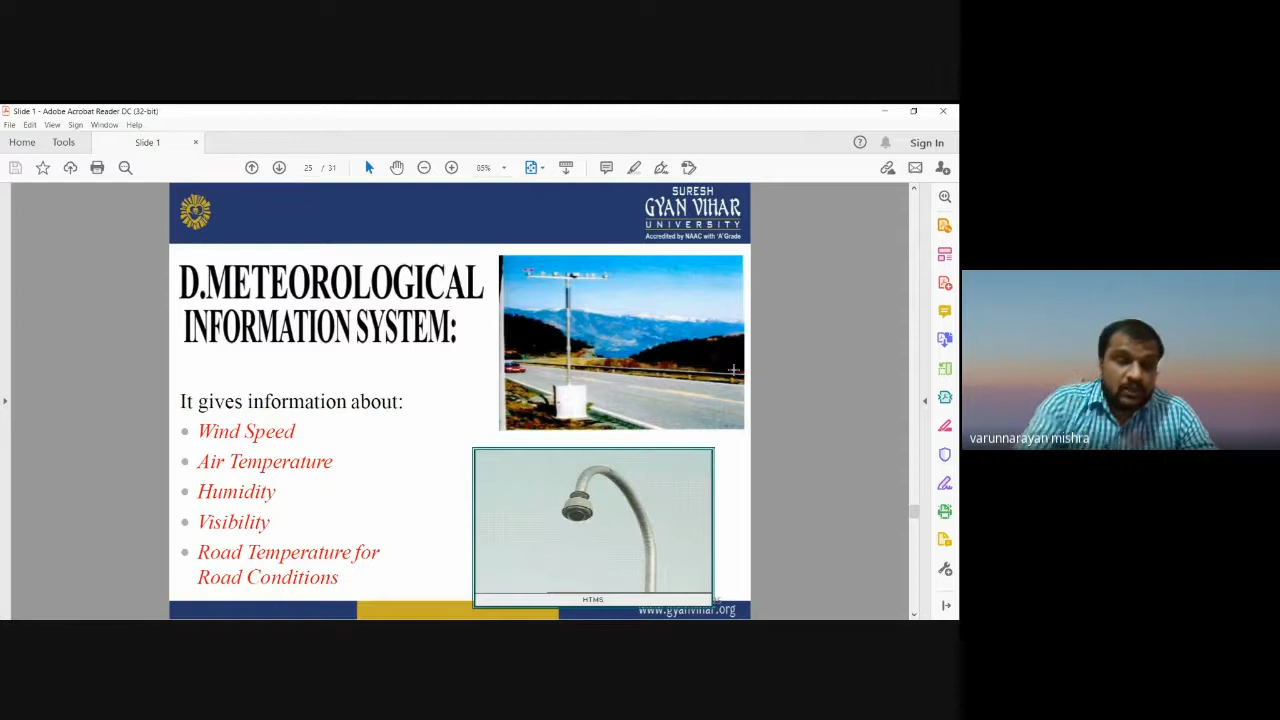 Slide 1 - Adobe Acrobat Reader DC (32-bit)
File Edit View Sign Window Help
Home Tools Slide 1 × Sign In
25 / 31 85%
SURESH
GYAN VIHAR
UNIVERSITY
Accredited by NAAC with 'A' Grade
D.METEOROLOGICAL
INFORMATION SYSTEM:
It gives information about:
Wind Speed
Air Temperature
Humidity
Visibility
Road Temperature for
Road Conditions
HTMS
www.gyanvihar.org
varunnarayan mishra